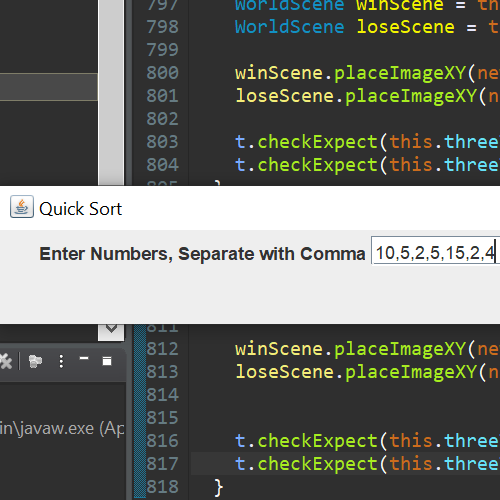 797 WorldScene winScene = th
798 WorldScene loseScene = t
799
800 winScene.placeImageXY(ne
801 loseScene.placeImageXY(n
802
803 t.checkExpect(this.three
804 t.checkExpect(this.three
805 }
Quick Sort
Enter Numbers, Separate with Comma 10,5,2,5,15,2,4
811
812 winScene.placeImageXY(ne
813 loseScene.placeImageXY(n
814
815
in\javaw.exe (Ap
816 t.checkExpect(this.three
817 t.checkExpect(this.three
818 }